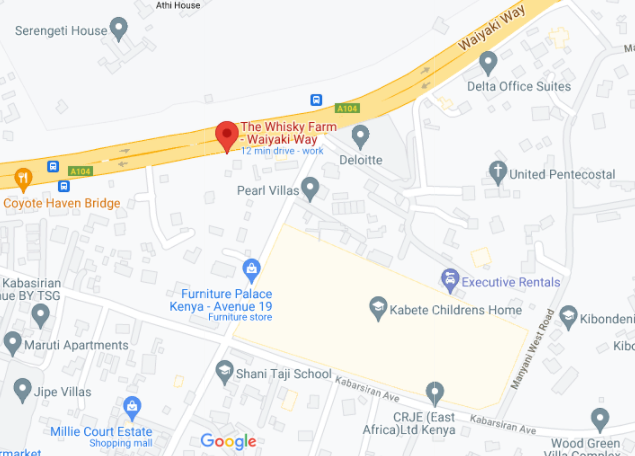 Athi House
Serengeti House
Waiyaki Way
Delta Office Suites
A104
The Whisky Farm
- Waiyaki Way
12 min drive - work
Deloitte
A104
Coyote Haven Bridge
Pearl Villas
United Pentecostal
Kabasirian
nue BY TSG
Furniture Palace
Kenya - Avenue 19
Furniture store
Executive Rentals
Kabete Childrens Home
Kibondeni
Kibo
Maruti Apartments
Manyani West Road
Shani Taji School
Kabarsiran Ave
Jipe Villas
CRJE (East
Africa)Ltd Kenya
Kabarsiran Ave
Millie Court Estate
Shopping mall
Google
Wood Green
Villa Complex
market